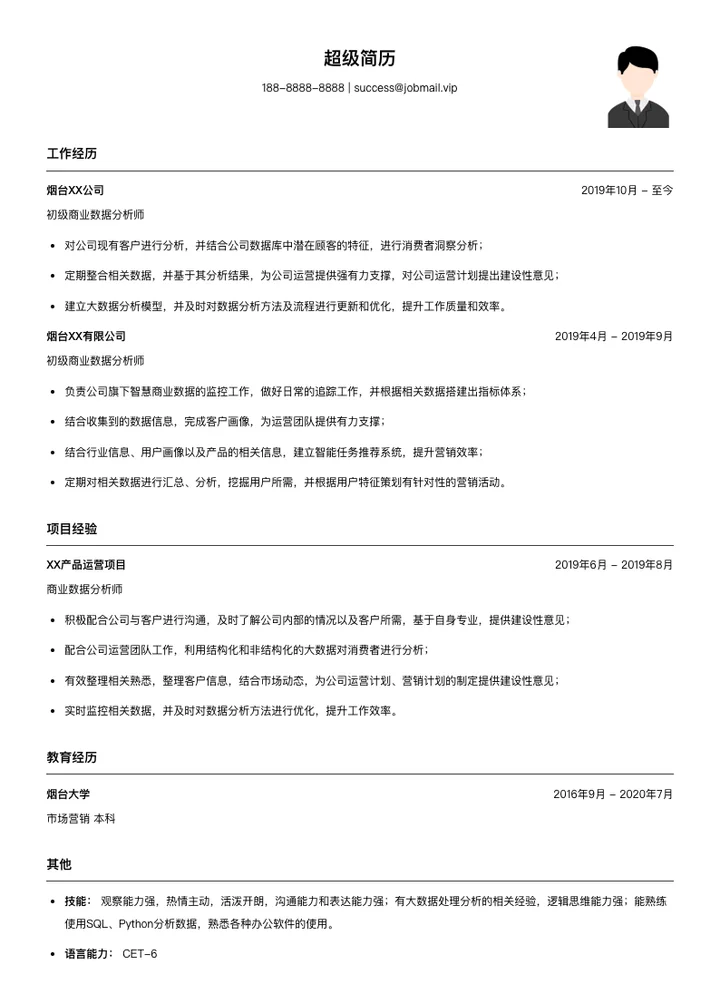 超级简历
188-8888-8888 | success@jobmail.vip
工作经历
烟台XX公司 2019年10月 – 至今
初级商业数据分析师
• 对公司现有客户进行分析，并结合公司数据库中潜在顾客的特征，进行消费者洞察分析；
• 定期整合相关数据，并基于其分析结果，为公司运营提供强有力支撑，对公司运营计划提出建设性意见；
• 建立大数据分析模型，并及时对数据分析方法及流程进行更新和优化，提升工作质量和效率。
烟台XX有限公司 2019年4月 – 2019年9月
初级商业数据分析师
• 负责公司旗下智慧商业数据的监控工作，做好日常的追踪工作，并根据相关数据搭建出指标体系；
• 结合收集到的数据信息，完成客户画像，为运营团队提供有力支撑；
• 结合行业信息、用户画像以及产品的相关信息，建立智能任务推荐系统，提升营销效率；
• 定期对相关数据进行汇总、分析，挖掘用户所需，并根据用户特征策划有针对性的营销活动。
项目经验
XX产品运营项目 2019年6月 – 2019年8月
商业数据分析师
• 积极配合公司与客户进行沟通，及时了解公司内部的情况以及客户所需，基于自身专业，提供建设性意见；
• 配合公司运营团队工作，利用结构化和非结构化的大数据对消费者进行分析；
• 有效整理相关熟悉，整理客户信息，结合市场动态，为公司运营计划、营销计划的制定提供建设性意见；
• 实时监控相关数据，并及时对数据分析方法进行优化，提升工作效率。
教育经历
烟台大学 2016年9月 – 2020年7月
市场营销 本科
其他
• 技能： 观察能力强，热情主动，活泼开朗，沟通能力和表达能力强；有大数据处理分析的相关经验，逻辑思维能力强；能熟练
使用SQL、Python分析数据，熟悉各种办公软件的使用。
• 语言能力： CET-6